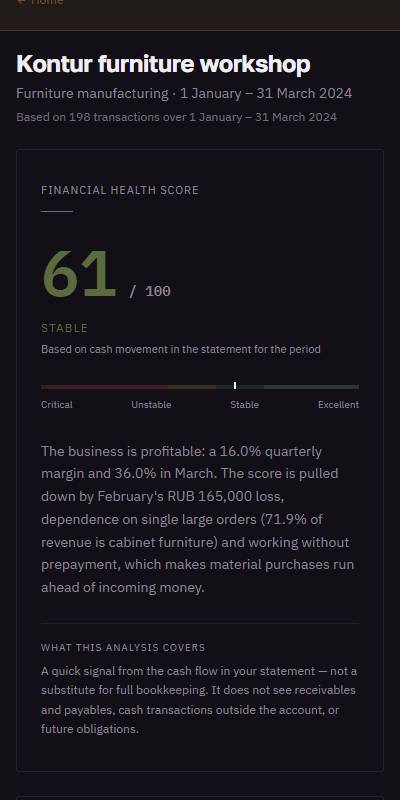 ← Home
Kontur furniture workshop
Furniture manufacturing · 1 January – 31 March 2024
Based on 198 transactions over 1 January – 31 March 2024
FINANCIAL HEALTH SCORE
61 / 100
STABLE
Based on cash movement in the statement for the period
Critical Unstable Stable Excellent
The business is profitable: a 16.0% quarterly
margin and 36.0% in March. The score is pulled
down by February's RUB 165,000 loss,
dependence on single large orders (71.9% of
revenue is cabinet furniture) and working without
prepayment, which makes material purchases run
ahead of incoming money.
WHAT THIS ANALYSIS COVERS
A quick signal from the cash flow in your statement — not a
substitute for full bookkeeping. It does not see receivables
and payables, cash transactions outside the account, or
future obligations.